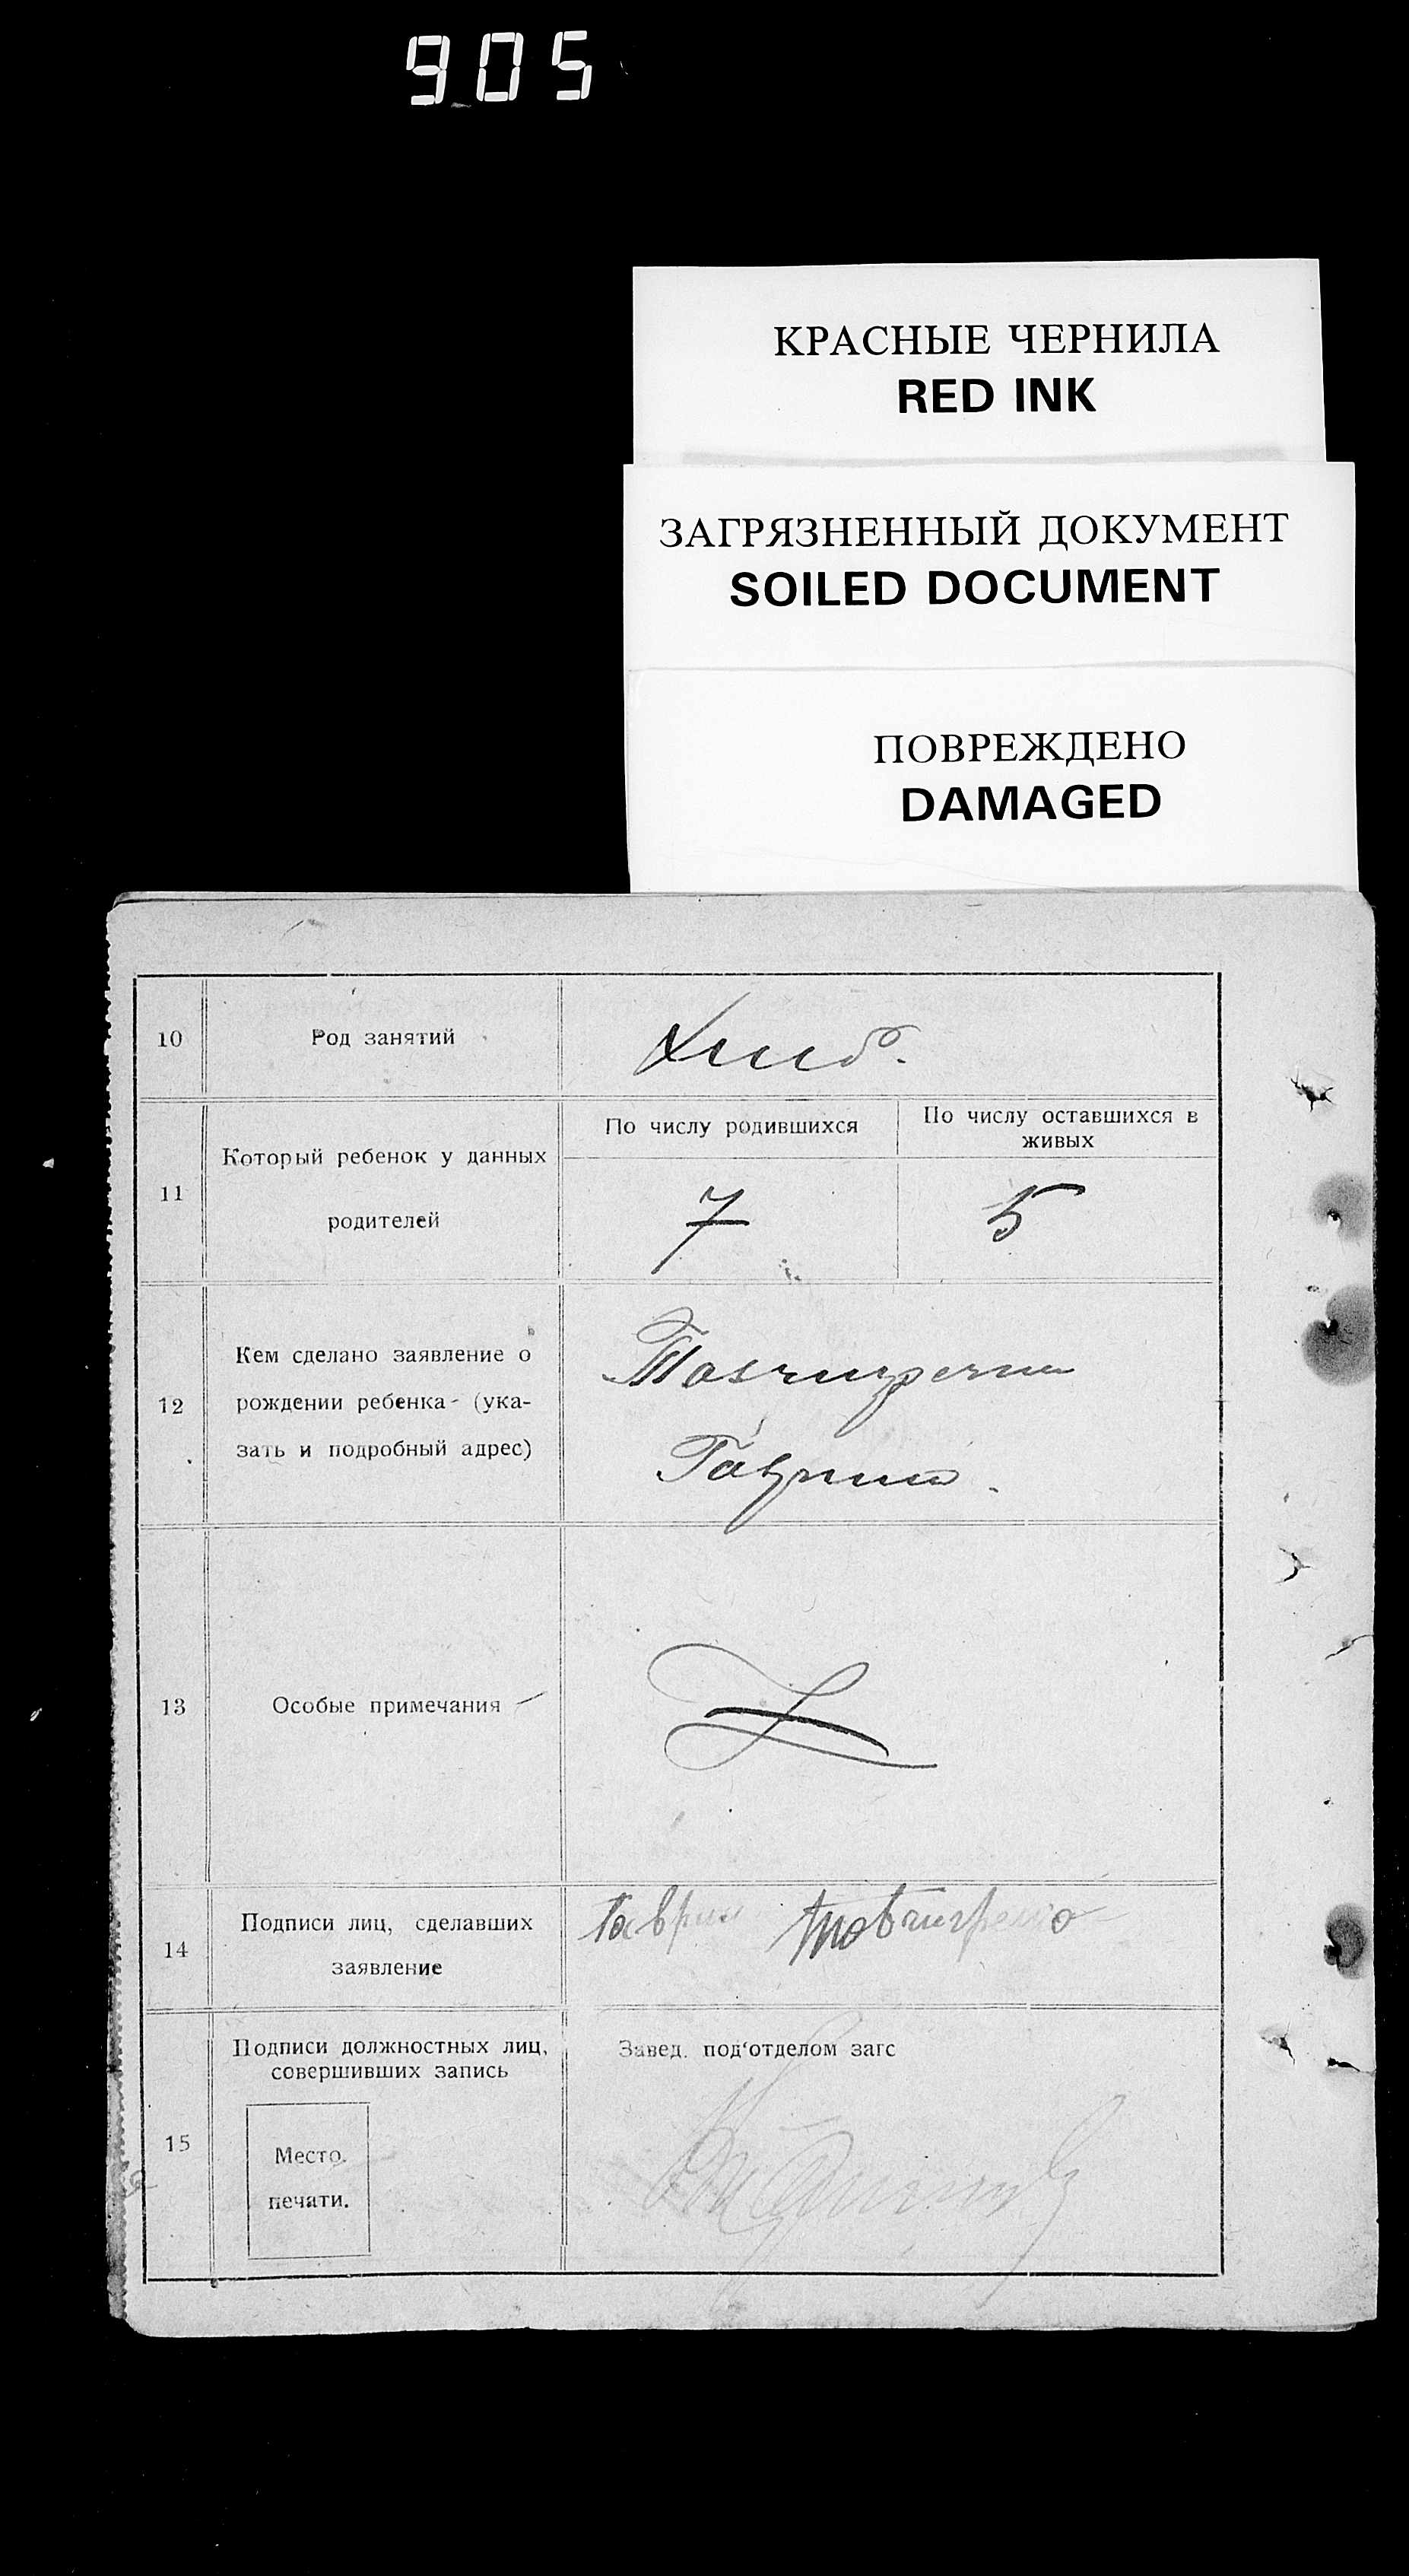 905
КРАСНЫЕ ЧЕРНИЛА
RED INK
ЗАГРЯЗНЕННЫЙ ДОКУМЕНТ
SOILED DOCUMENT
ПОВРЕЖДЕНО
DAMAGED
10 Род занятий
11 Который ребенок у данных
родителей
По числу родившихся
По числу оставшихся в
живых
7 5
12 Кем сделано заявление о
рождении ребенка - (ука-
зать и подробный адрес)
13 Особые примечания
14 Подписи лиц, сделавших
заявление
15 Подписи должностных лиц,
совершивших запись
Место
печати.
Завед. под'отделом загс